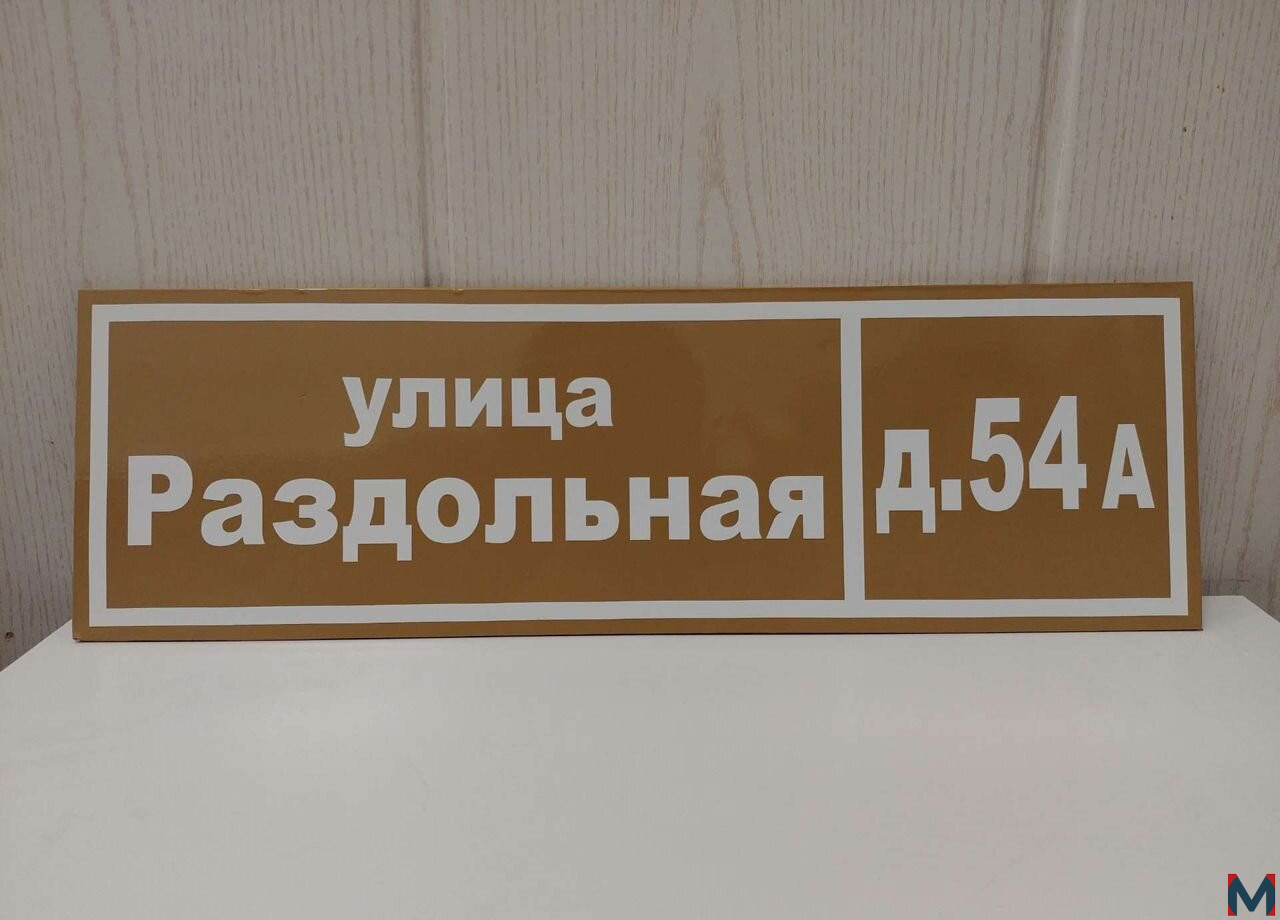 улица
Раздольная
д.54 А
М